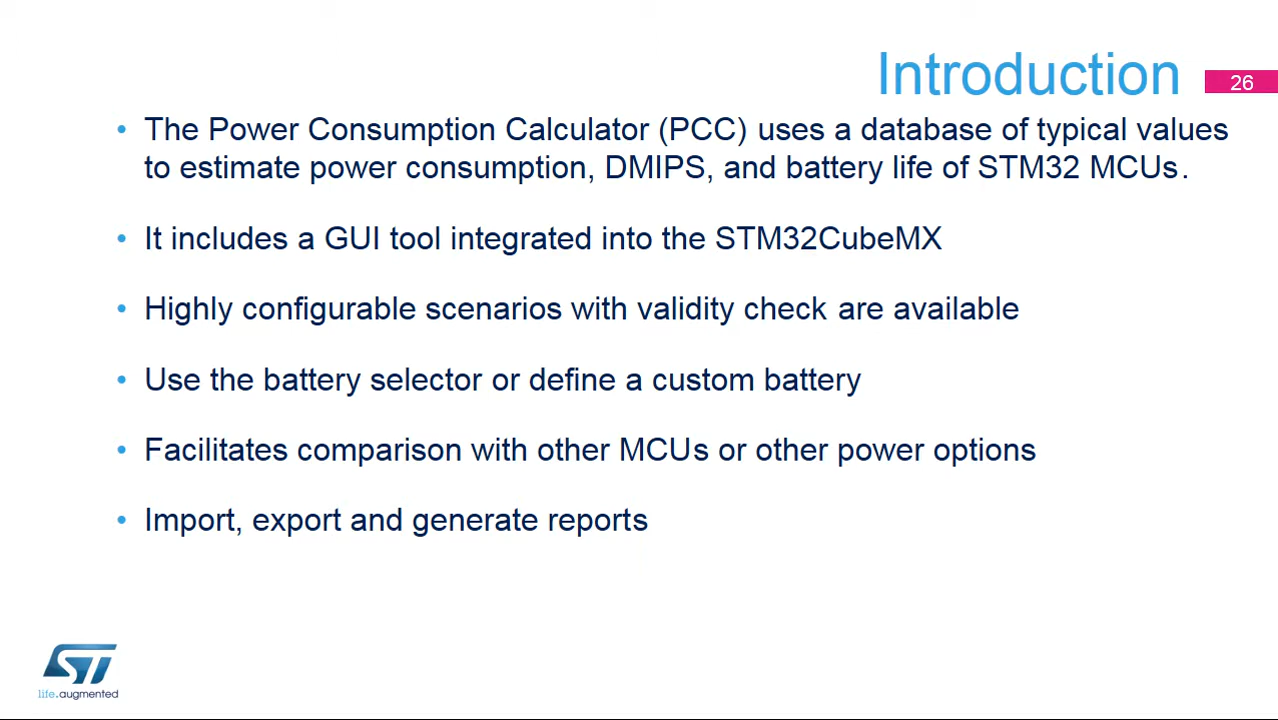 Introduction
26
• The Power Consumption Calculator (PCC) uses a database of typical values
to estimate power consumption, DMIPS, and battery life of STM32 MCUs.
• It includes a GUI tool integrated into the STM32CubeMX
• Highly configurable scenarios with validity check are available
• Use the battery selector or define a custom battery
• Facilitates comparison with other MCUs or other power options
• Import, export and generate reports
ST
life.augmented